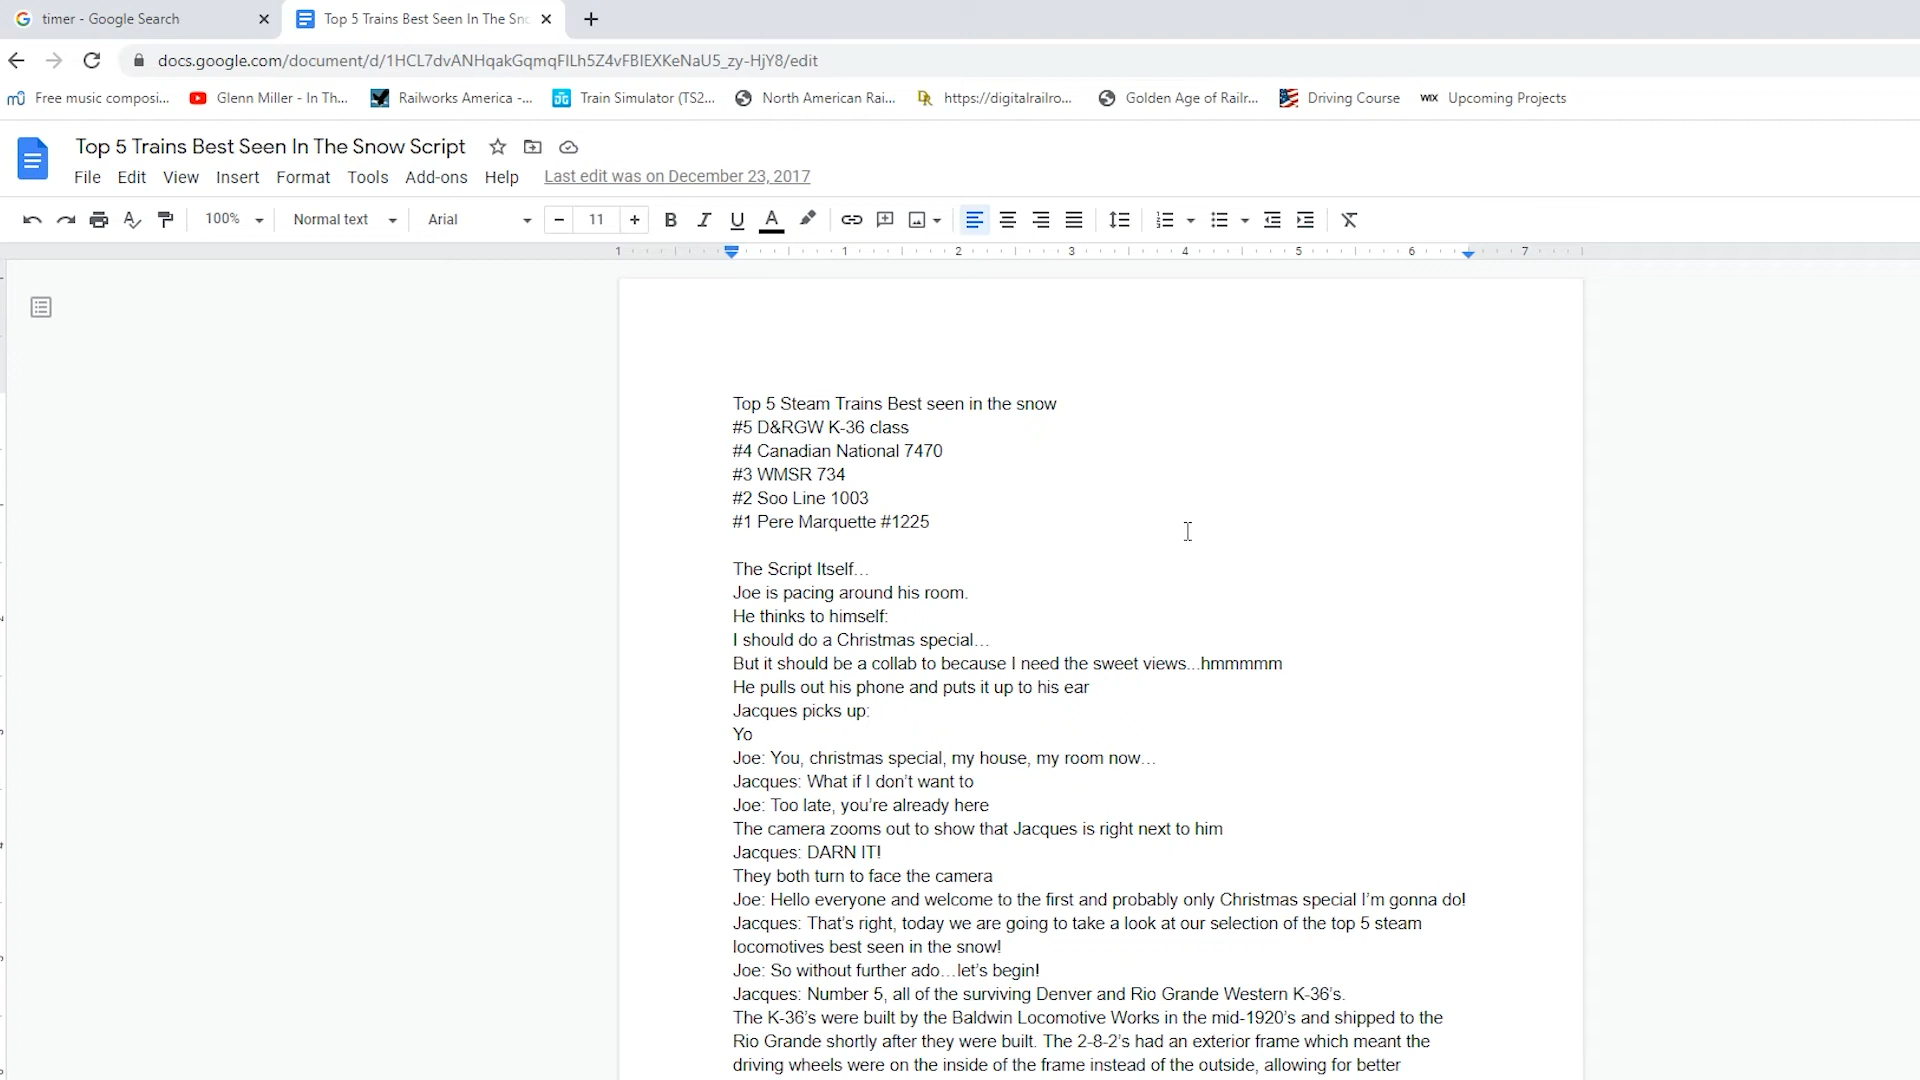 timer - Google Search
Top 5 Trains Best Seen In The Sno
docs.google.com/document/d/1HCL7dvANHqakGqmqFILh5Z4vFBIEXKeNaU5_zy-HjY8/edit
Free music composi... Glenn Miller - In Th... Railworks America -... Train Simulator (TS2... North American Rai... https://digitalrailro... Golden Age of Railr... Driving Course WIX Upcoming Projects
Top 5 Trains Best Seen In The Snow Script
File Edit View Insert Format Tools Add-ons Help Last edit was on December 23, 2017
100% Normal text Arial 11 B I U A
1 1 2 3 4 5 6 7
Top 5 Steam Trains Best seen in the snow
#5 D&RGW K-36 class
#4 Canadian National 7470
#3 WMSR 734
#2 Soo Line 1003
#1 Pere Marquette #1225
The Script Itself...
Joe is pacing around his room.
He thinks to himself:
I should do a Christmas special...
But it should be a collab to because I need the sweet views...hmmmmm
He pulls out his phone and puts it up to his ear
Jacques picks up:
Yo
Joe: You, christmas special, my house, my room now...
Jacques: What if I don't want to
Joe: Too late, you're already here
The camera zooms out to show that Jacques is right next to him
Jacques: DARN IT!
They both turn to face the camera
Joe: Hello everyone and welcome to the first and probably only Christmas special I'm gonna do!
Jacques: That's right, today we are going to take a look at our selection of the top 5 steam
locomotives best seen in the snow!
Joe: So without further ado...let's begin!
Jacques: Number 5, all of the surviving Denver and Rio Grande Western K-36's.
The K-36's were built by the Baldwin Locomotive Works in the mid-1920's and shipped to the
Rio Grande shortly after they were built. The 2-8-2's had an exterior frame which meant the
driving wheels were on the inside of the frame instead of the outside, allowing for better